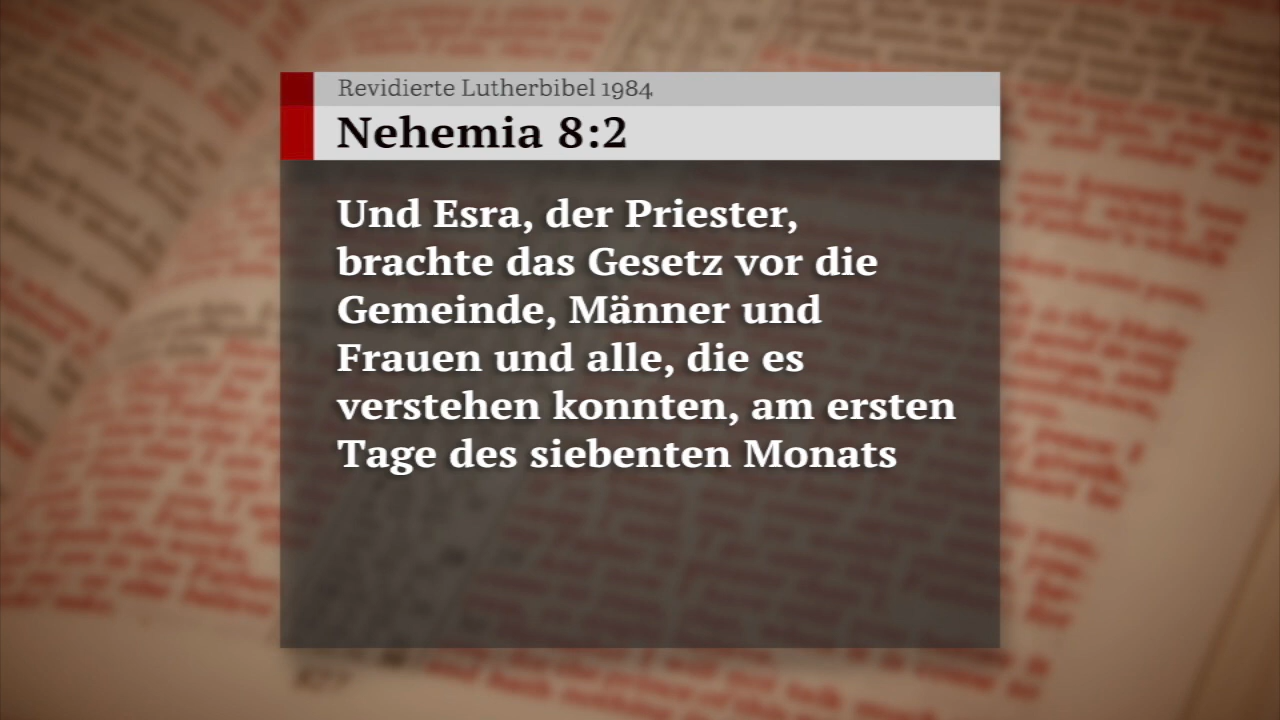 Revidierte Lutherbibel 1984
Nehemia 8:2
Und Esra, der Priester,
brachte das Gesetz vor die
Gemeinde, Männer und
Frauen und alle, die es
verstehen konnten, am ersten
Tage des siebenten Monats